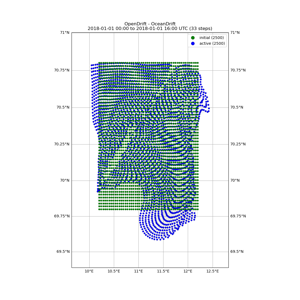 OpenDrift - OceanDrift
2018-01-01 00:00 to 2018-01-01 16:00 UTC (33 steps)
71°N
71°N
initial (2500)
active (2500)
70.75°N
70.75°N
70.5°N
70.5°N
70.25°N
70.25°N
70°N
70°N
69.75°N
69.75°N
69.5°N
69.5°N
10°E
10.5°E
11°E
11.5°E
12°E
12.5°E